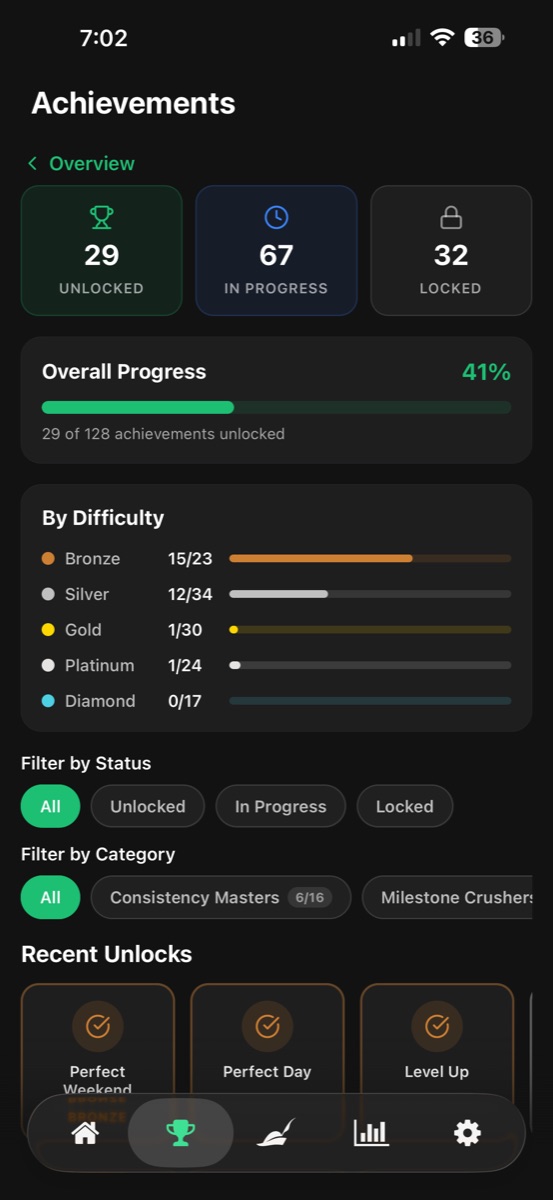 7:02
36
Achievements
Overview
29
UNLOCKED
67
IN PROGRESS
32
LOCKED
Overall Progress
41%
29 of 128 achievements unlocked
By Difficulty
Bronze 15/23
Silver 12/34
Gold 1/30
Platinum 1/24
Diamond 0/17
Filter by Status
All Unlocked In Progress Locked
Filter by Category
All Consistency Masters 6/16 Milestone Crushers
Recent Unlocks
Perfect
Weekend
Perfect Day
Level Up
BRONZE